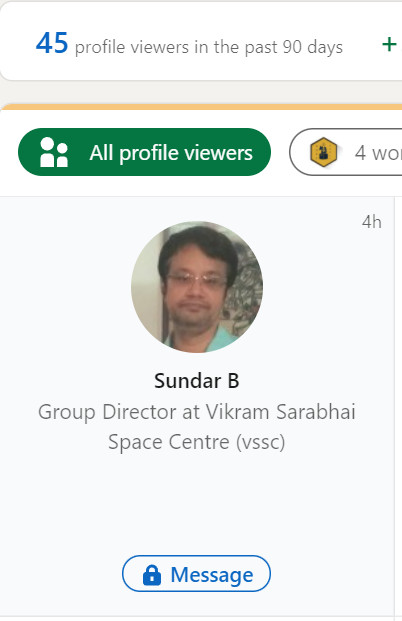 45 profile viewers in the past 90 days +
All profile viewers 4 wor
4h
Sundar B
Group Director at Vikram Sarabhai
Space Centre (vssc)
Message